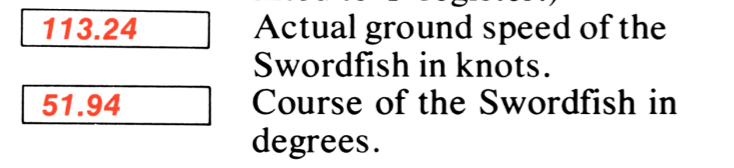 113.24 Actual ground speed of the
Swordfish in knots.
51.94 Course of the Swordfish in
degrees.